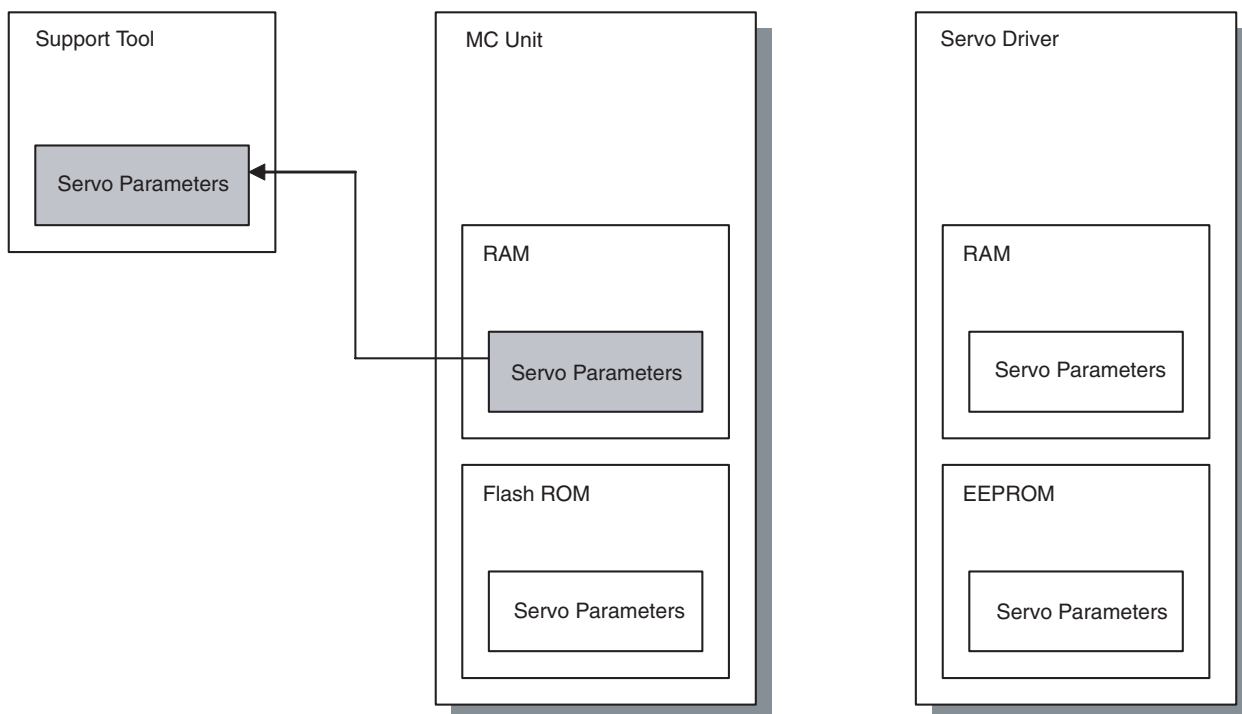 Support Tool
Servo Parameters
MC Unit
RAM
Servo Parameters
Flash ROM
Servo Parameters
Servo Driver
RAM
Servo Parameters
EEPROM
Servo Parameters